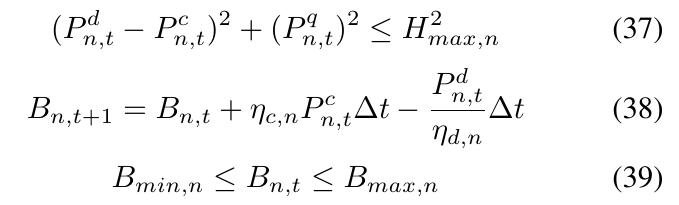 (P^d_{n,t} − P^c_{n,t})^2 + (P^q_{n,t})^2 ≤ H^2_{max,n} (37)
B_{n,t+1} = B_{n,t} + η_{c,n} P^c_{n,t} Δt − \frac{P^d_{n,t}}{η_{d,n}} Δt (38)
B_{min,n} ≤ B_{n,t} ≤ B_{max,n} (39)